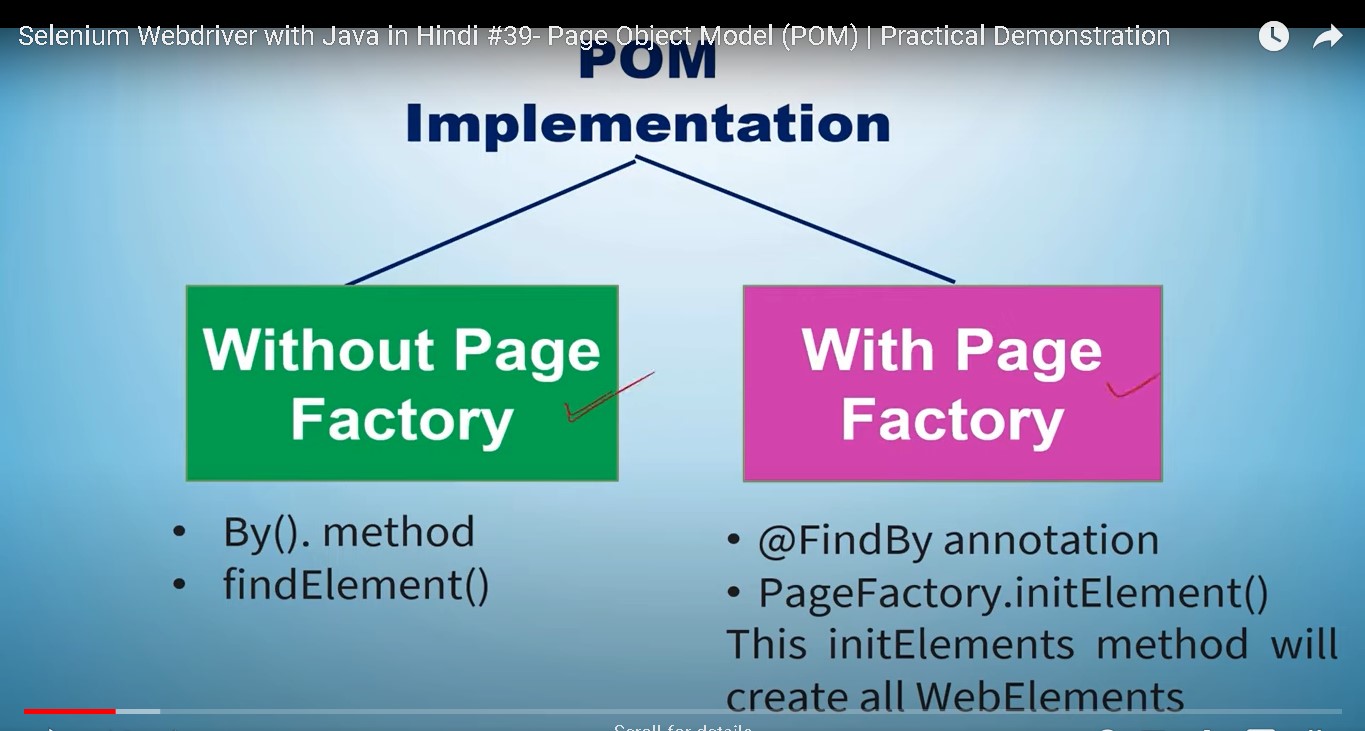 Selenium Webdriver with Java in Hindi #39- Page Object Model (POM) | Practical Demonstration
POM
Implementation
Without Page
Factory
By(). method
findElement()
With Page
Factory
@FindBy annotation
PageFactory.initElement()
This initElements method will
create all WebElements
Scroll for details